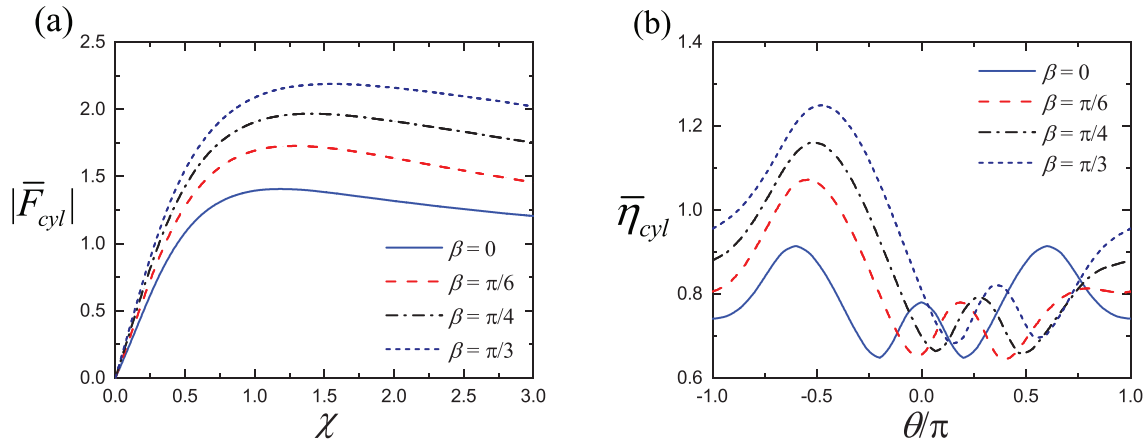 (a)
2.5
2.0
1.5
1.0
0.5
0.0
|F̅cyl|
β = 0
β = π/6
β = π/4
β = π/3
0.0 0.5 1.0 1.5 2.0 2.5 3.0
χ
(b)
1.4
1.2
1.0
0.8
0.6
η̅cyl
β = 0
β = π/6
β = π/4
β = π/3
-1.0 -0.5 0.0 0.5 1.0
θ/π